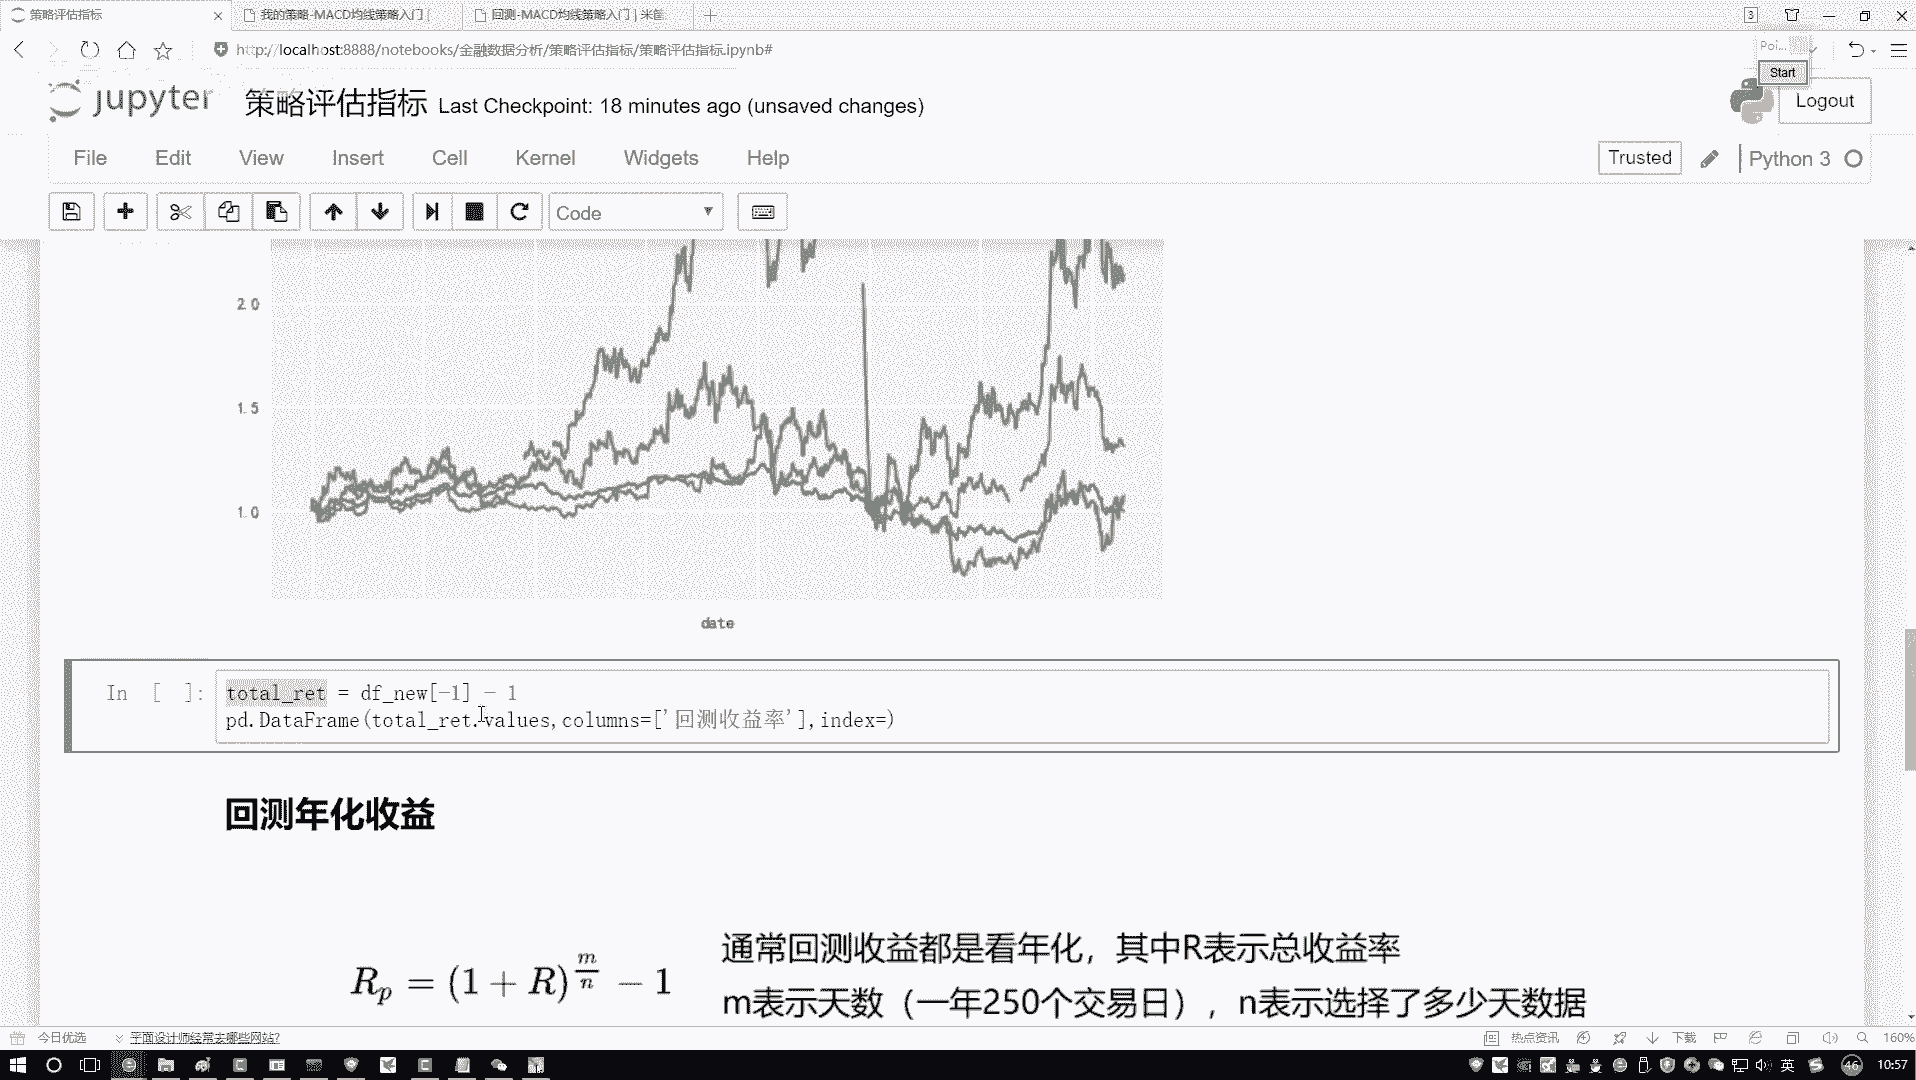 策略评估指标
我的策略-MACD均线策略入门 [
回测-MACD均线策略入门 | 米筐
3
http://localhost:8888/notebooks/金融数据分析/策略评估指标/策略评估指标.ipynb#
Poi...
Start
jupyter
策略评估指标 Last Checkpoint: 18 minutes ago (unsaved changes)
Logout
File Edit View Insert Cell Kernel Widgets Help
Trusted
Python 3
Code
2.0
1.5
1.0
date
In [ ]:
total_ret = df_new[-1] - 1
pd.DataFrame(total_ret.values,columns=['回测收益率'],index=)
回测年化收益
R_p = (1 + R)^{m/n} − 1
通常回测收益都是看年化，其中R表示总收益率
m表示天数（一年250个交易日），n表示选择了多少天数据
今日优选
平面设计师经常去哪些网站?
热点资讯
下载
160%
英
46
10:57